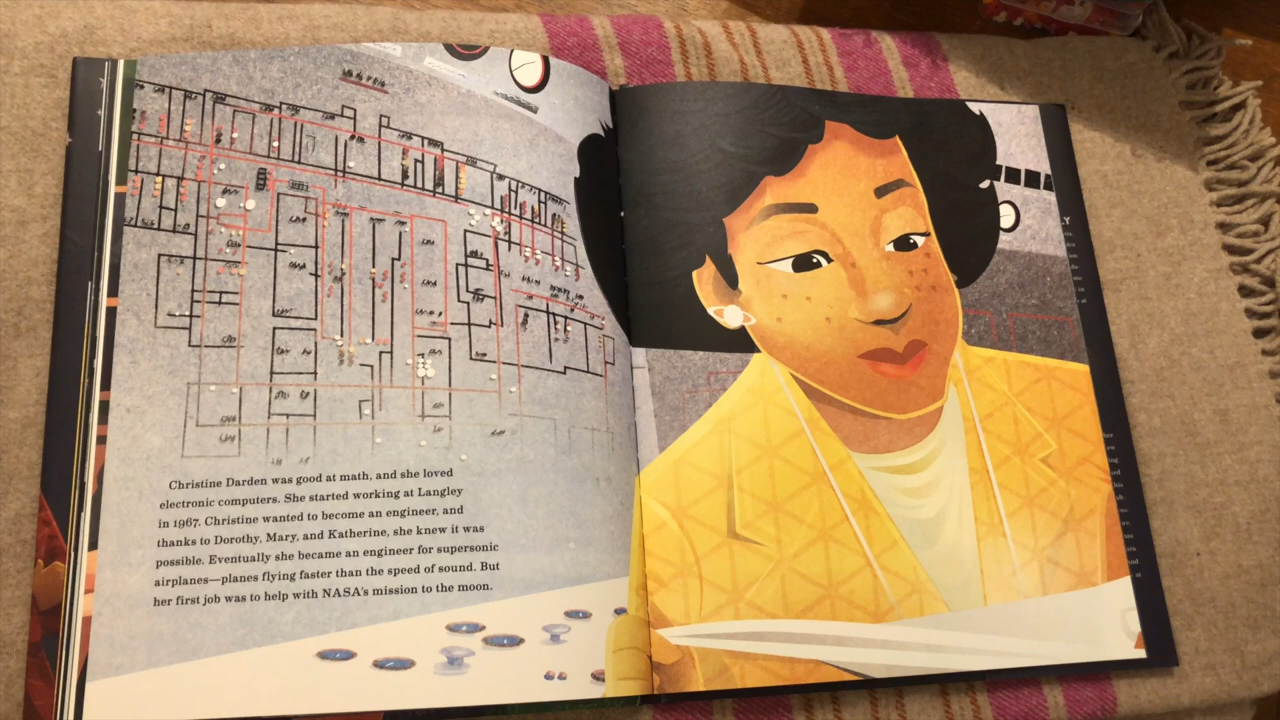 Christine Darden was good at math, and she loved
electronic computers. She started working at Langley
in 1967. Christine wanted to become an engineer, and
thanks to Dorothy, Mary, and Katherine, she knew it was
possible. Eventually she became an engineer for supersonic
airplanes—planes flying faster than the speed of sound. But
her first job was to help with NASA's mission to the moon.